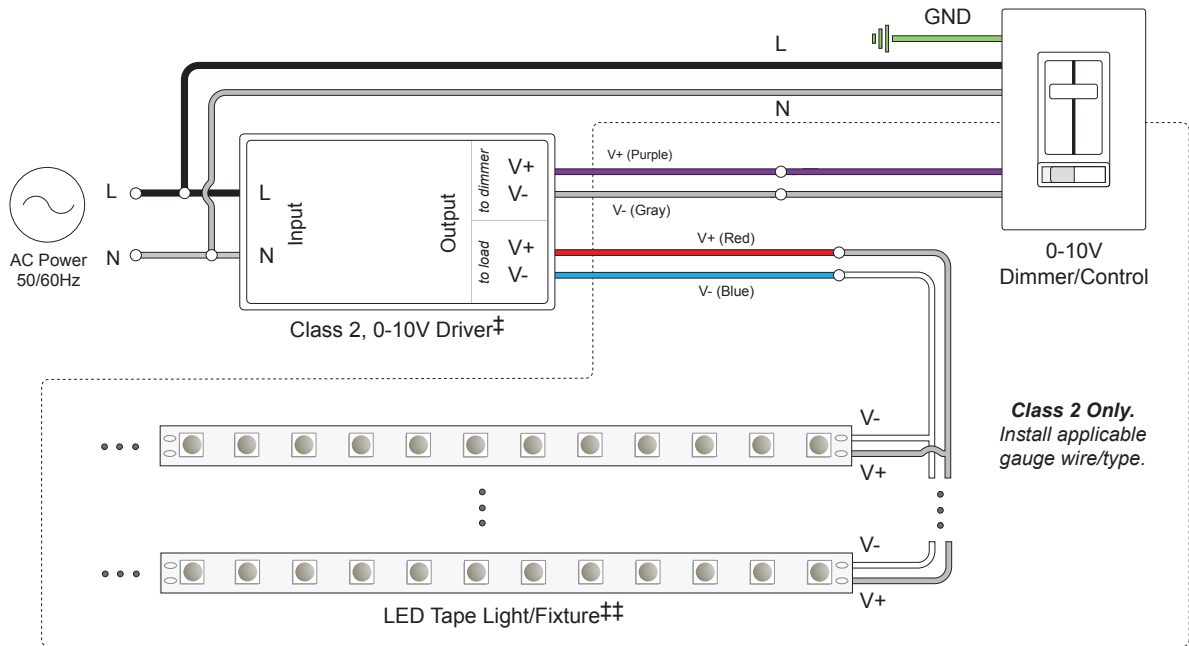 GND
L
N
AC Power
50/60Hz
L
N
L
N
Input
Output
to dimmer
V+
V-
to load
V+
V-
V+ (Purple)
V- (Gray)
V+ (Red)
V- (Blue)
0-10V
Dimmer/Control
Class 2, 0-10V Driver‡
Class 2 Only.
Install applicable
gauge wire/type.
V-
V+
V-
V+
LED Tape Light/Fixture‡‡